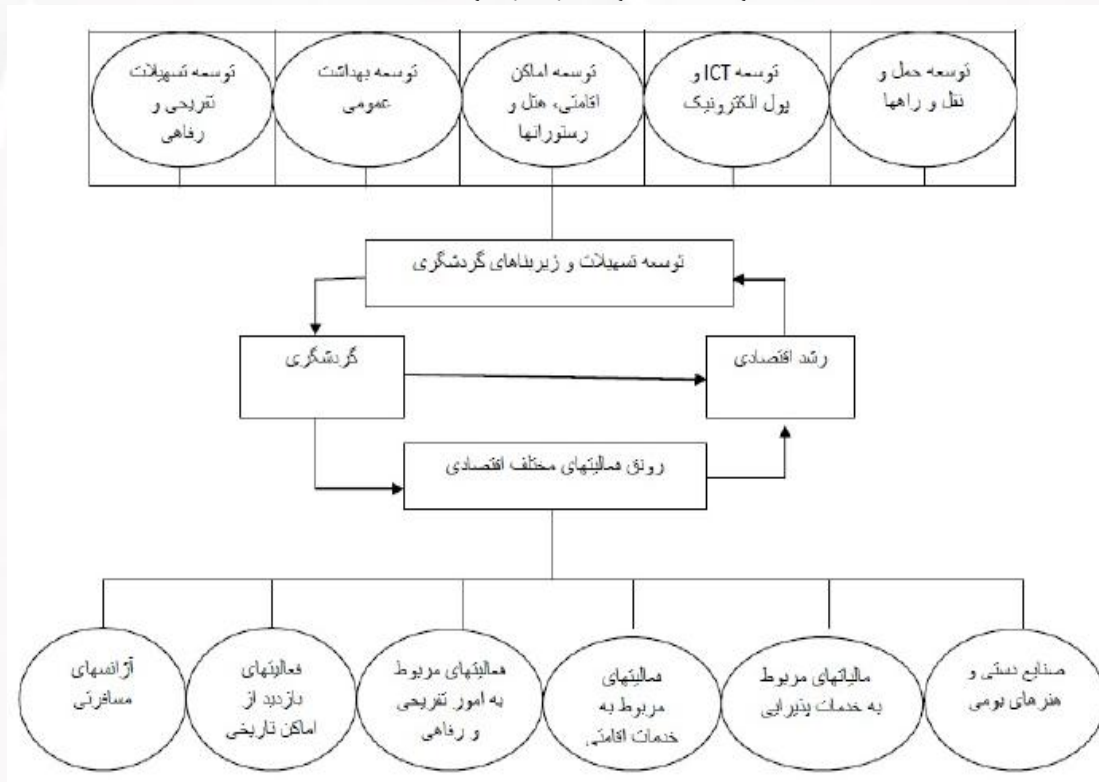 توسعه حمل و
نقل و راهها
توسعه ICT و
پول الکترونیک
توسعه اماکن
اقامتی، هتل و
رستورانها
توسعه بهداشت
عمومی
توسعه تسهیلات
تفریحی و
رفاهی
توسعه تسهیلات و زیربناهای گردشگری
رشد اقتصادی
گردشگری
رونق فعالیتهای مختلف اقتصادی
صنایع دستی و
هنرهای بومی
مالیاتهای مربوط
به خدمات پذیرایی
فعالیتهای
مربوط به
خدمات اقامتی
فعالیتهای مربوط
به امور تفریحی
و رفاهی
فعالیتهای
بازدید از
اماکن تاریخی
آژانسهای
مسافرتی